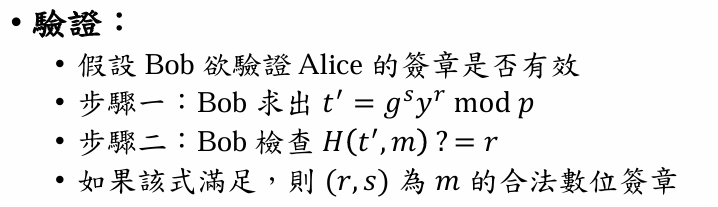 • 驗證：
• 假設 Bob 欲驗證 Alice 的簽章是否有效
• 步驟一：Bob 求出 t′ = gˢyʳ mod p
• 步驟二：Bob 檢查 H(t′, m) ? = r
• 如果該式滿足，則 (r, s) 為 m 的合法數位簽章